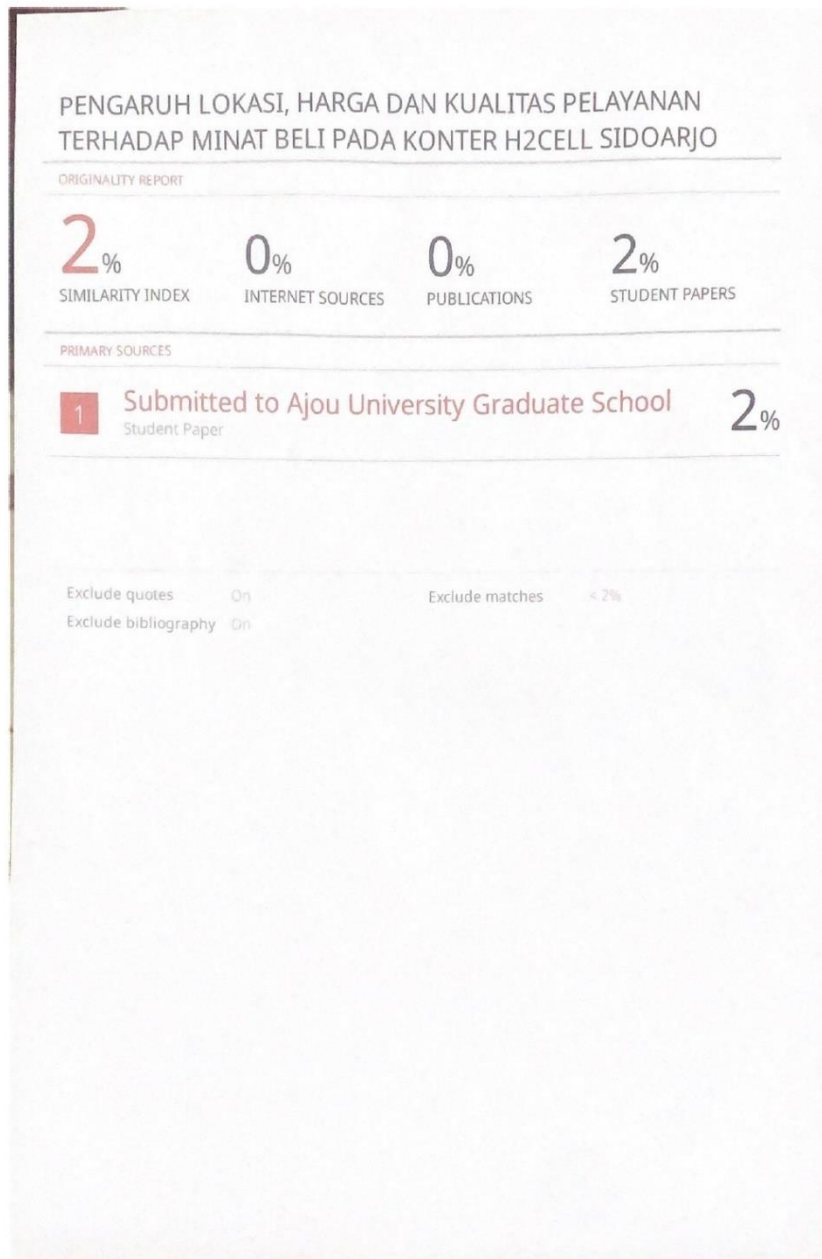 PENGARUH LOKASI, HARGA DAN KUALITAS PELAYANAN
TERHADAP MINAT BELI PADA KONTER H2CELL SIDOARJO
ORIGINALITY REPORT
2% 0% 0% 2%
SIMILARITY INDEX INTERNET SOURCES PUBLICATIONS STUDENT PAPERS
PRIMARY SOURCES
1 Submitted to Ajou University Graduate School 2%
Student Paper
Exclude quotes On Exclude matches < 2%
Exclude bibliography On